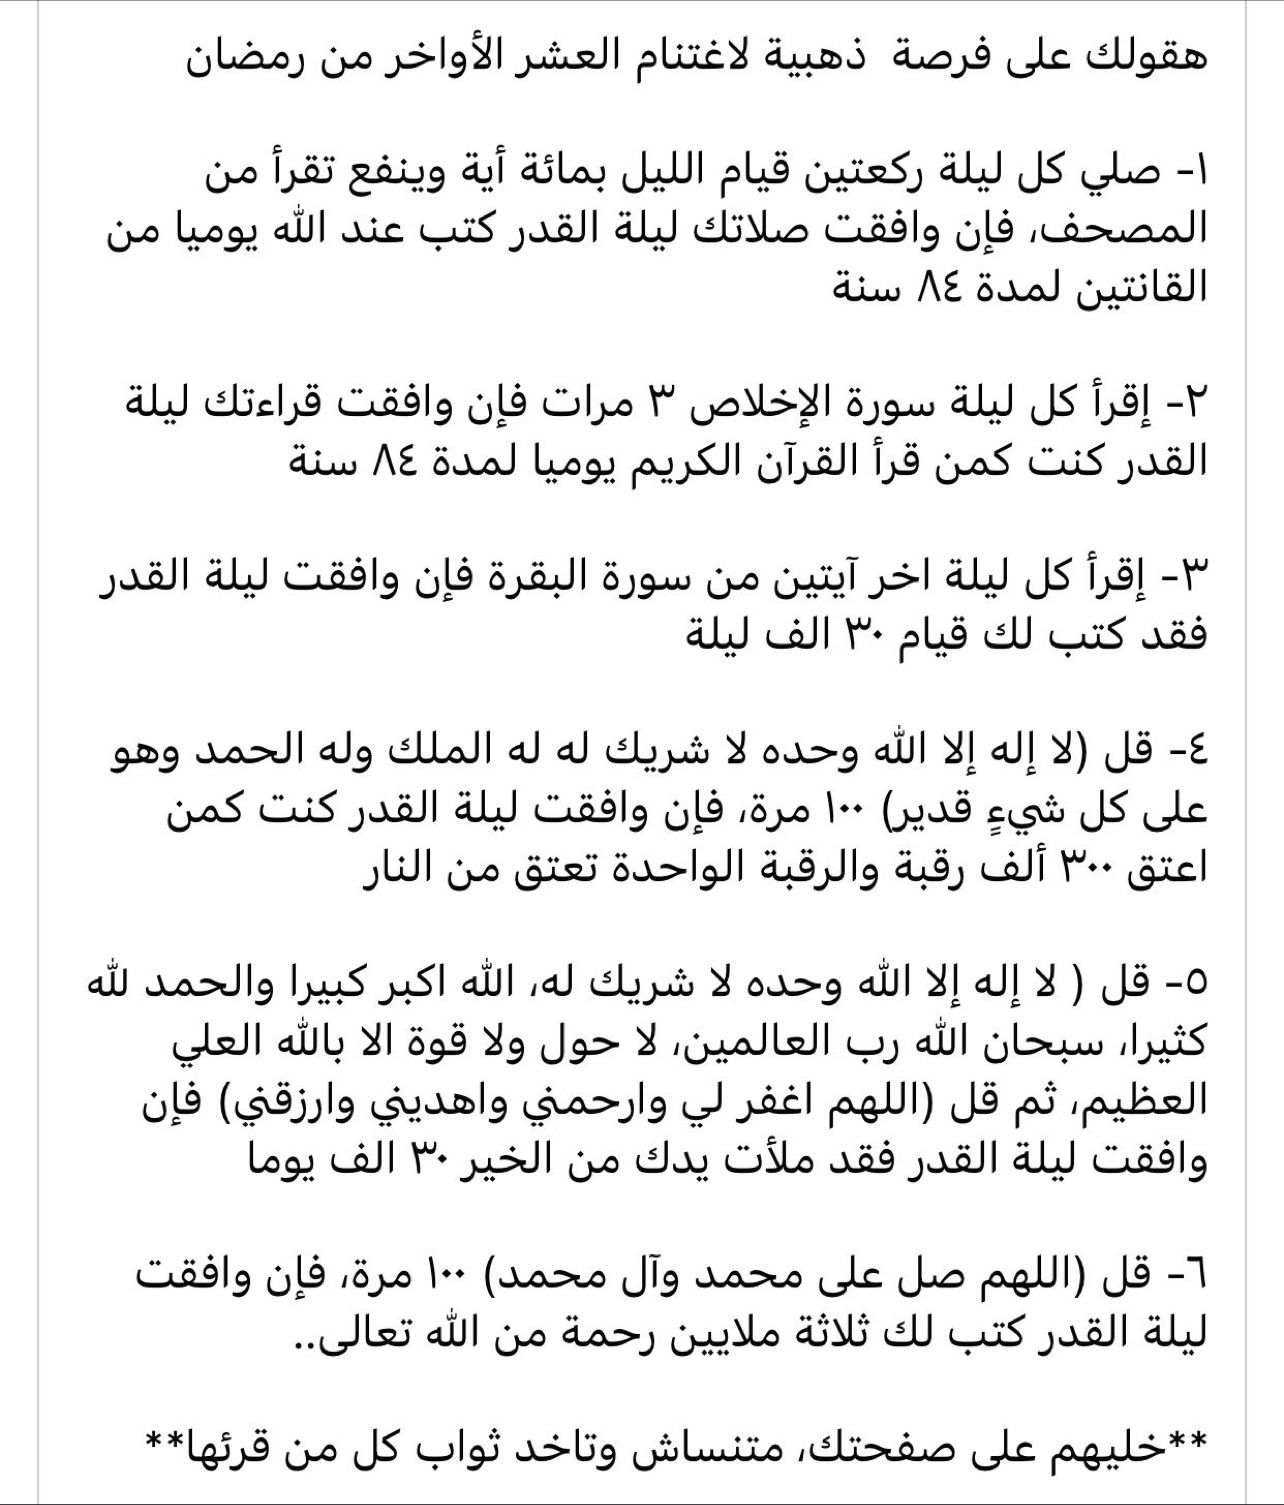 هقولك على فرصة ذهبية لاغتنام العشر الأواخر من رمضان
١- صلي كل ليلة ركعتين قيام الليل بمائة أية وينفع تقرأ من
المصحف، فإن وافقت صلاتك ليلة القدر كتب عند الله يوميا من
القانتين لمدة ٨٤ سنة
٢- إقرأ كل ليلة سورة الإخلاص ٣ مرات فإن وافقت قراءتك ليلة
القدر كنت كمن قرأ القرآن الكريم يوميا لمدة ٨٤ سنة
٣- إقرأ كل ليلة اخر آيتين من سورة البقرة فإن وافقت ليلة القدر
فقد كتب لك قيام ٣٠ الف ليلة
٤- قل (لا إله إلا الله وحده لا شريك له له الملك وله الحمد وهو
على كل شيءٍ قدير) ١٠٠ مرة، فإن وافقت ليلة القدر كنت كمن
اعتق ٣٠٠ ألف رقبة والرقبة الواحدة تعتق من النار
٥- قل ( لا إله إلا الله وحده لا شريك له، الله اكبر كبيرا والحمد لله
كثيرا، سبحان الله رب العالمين، لا حول ولا قوة الا بالله العلي
العظيم، ثم قل (اللهم اغفر لي وارحمني واهديني وارزقني) فإن
وافقت ليلة القدر فقد ملأت يدك من الخير ٣٠ الف يوما
٦- قل (اللهم صل على محمد وآل محمد) ١٠٠ مرة، فإن وافقت
ليلة القدر كتب لك ثلاثة ملايين رحمة من الله تعالى..
**خليهم على صفحتك، متنساش وتاخد ثواب كل من قرئها**